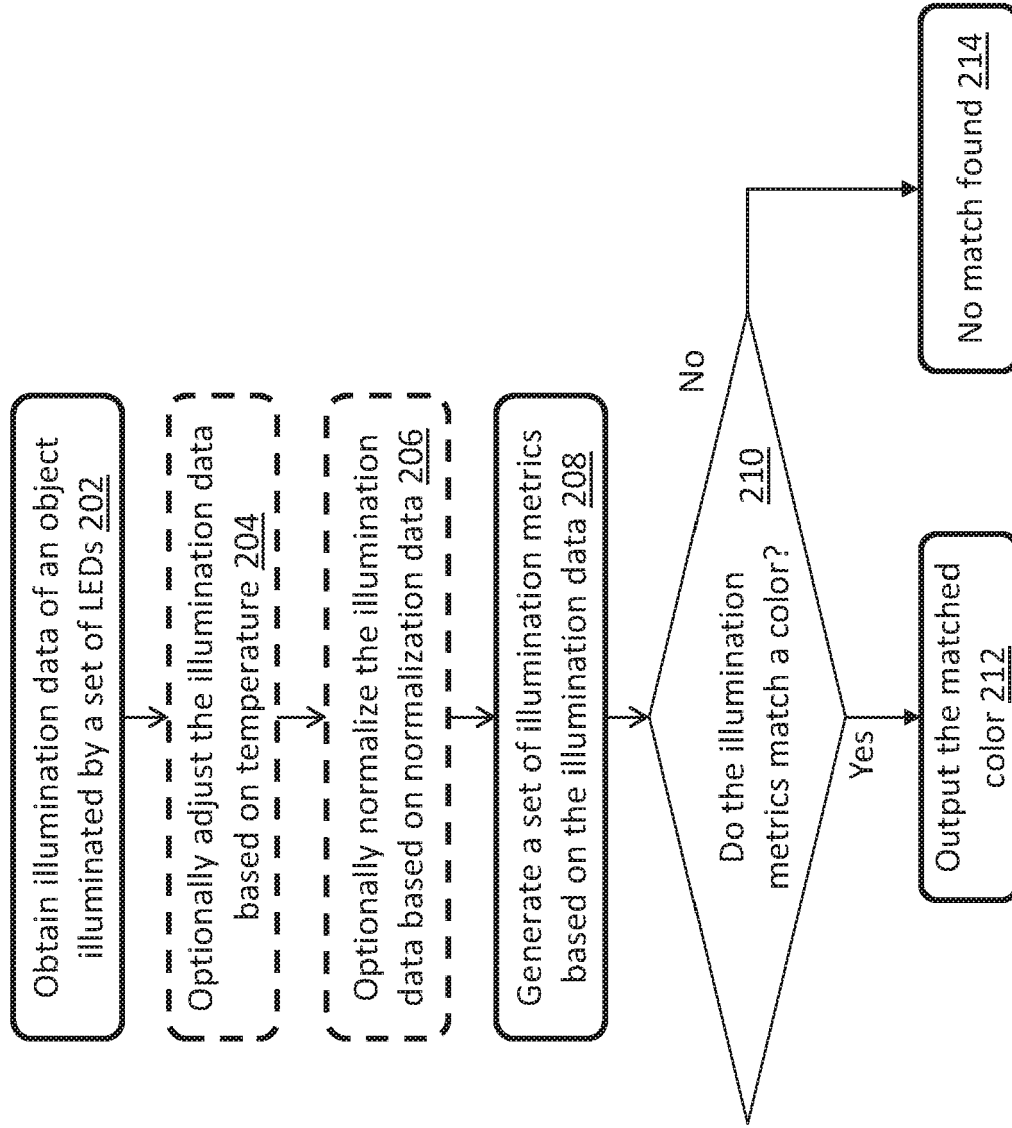 Obtain illumination data of an object
illuminated by a set of LEDs 202
Optionally adjust the illumination data
based on temperature 204
Optionally normalize the illumination
data based on normalization data 206
Generate a set of illumination metrics
based on the illumination data 208
Do the illumination
metrics match a color?
210
No
Yes
Output the matched
color 212
No match found 214